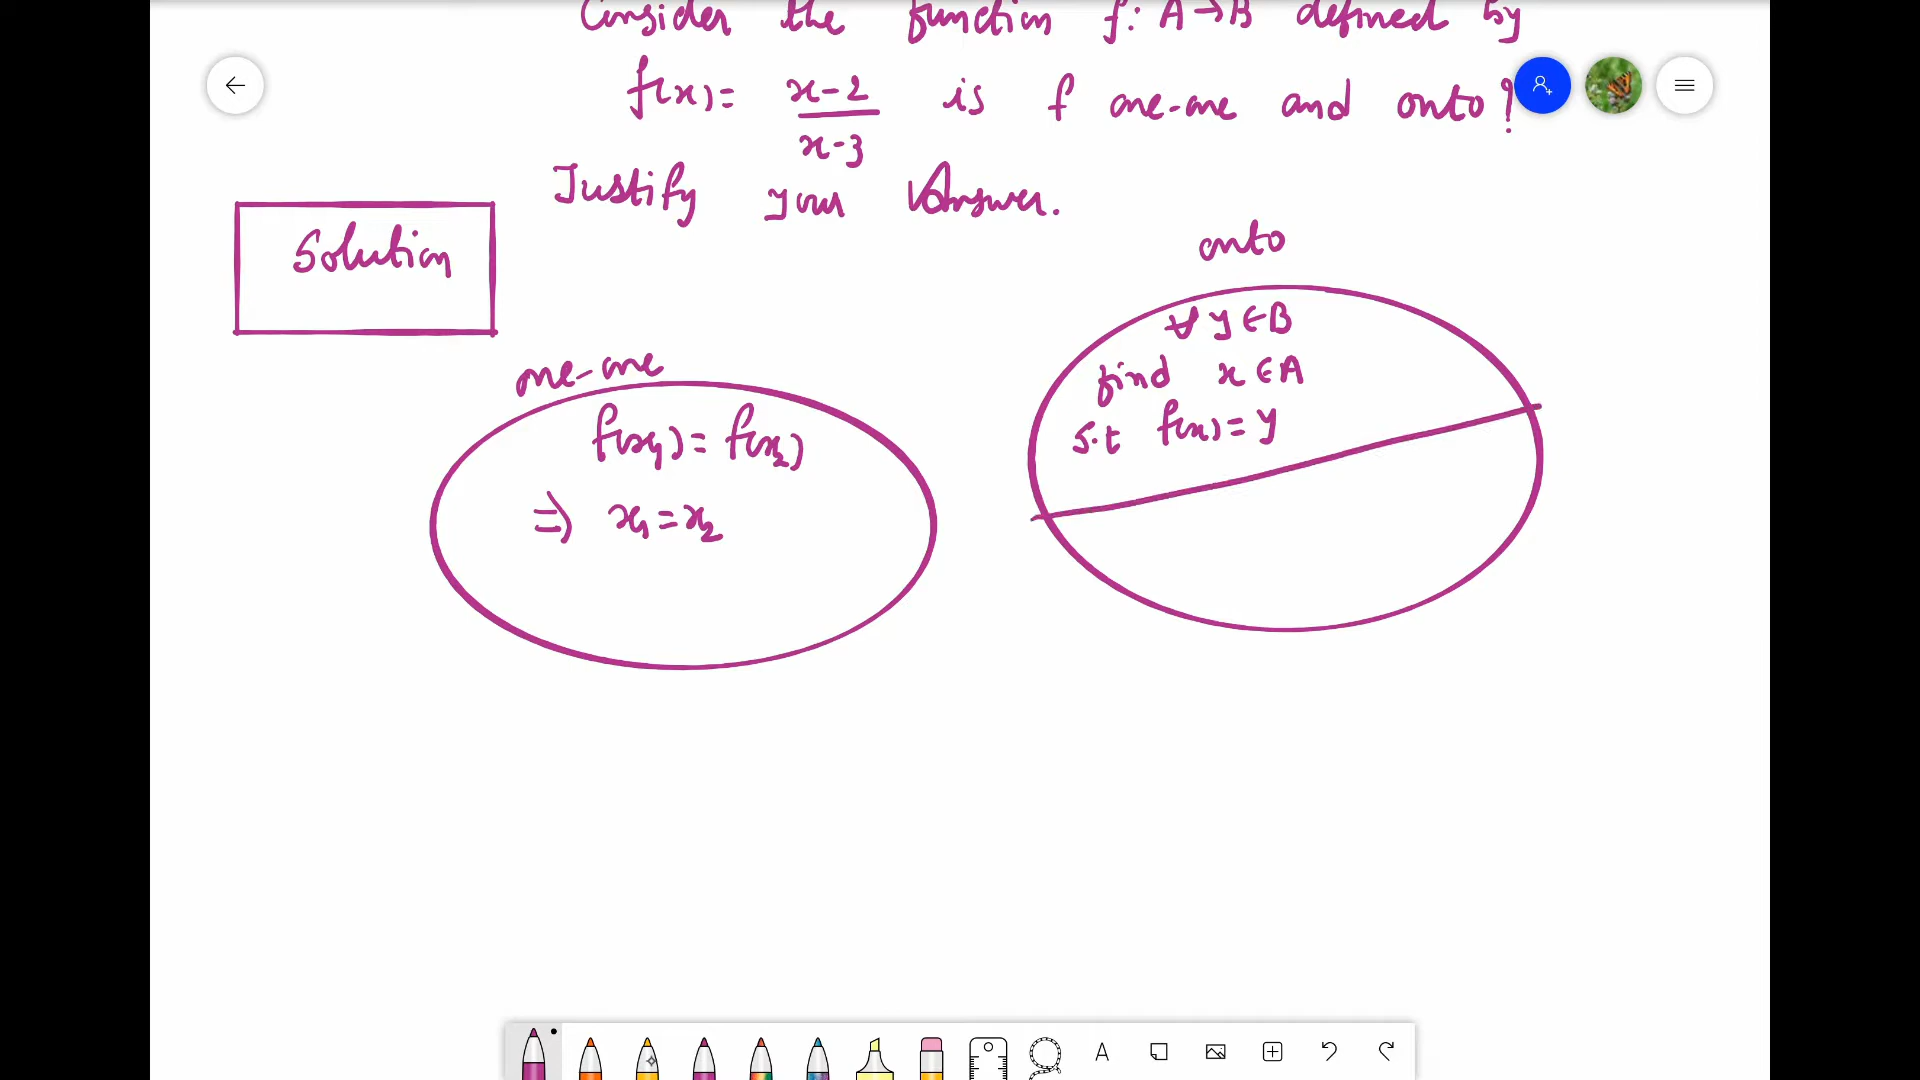 Consider the function f: A→B defined by
f(x) = x-2 / x-3 is f one-one and onto?
Justify your Answer.
Solution
onto
∀ y ∈ B
find x ∈ A
s.t f(x) = y
one-one
f(x₁) = f(x₂)
⇒ x₁ = x₂
A